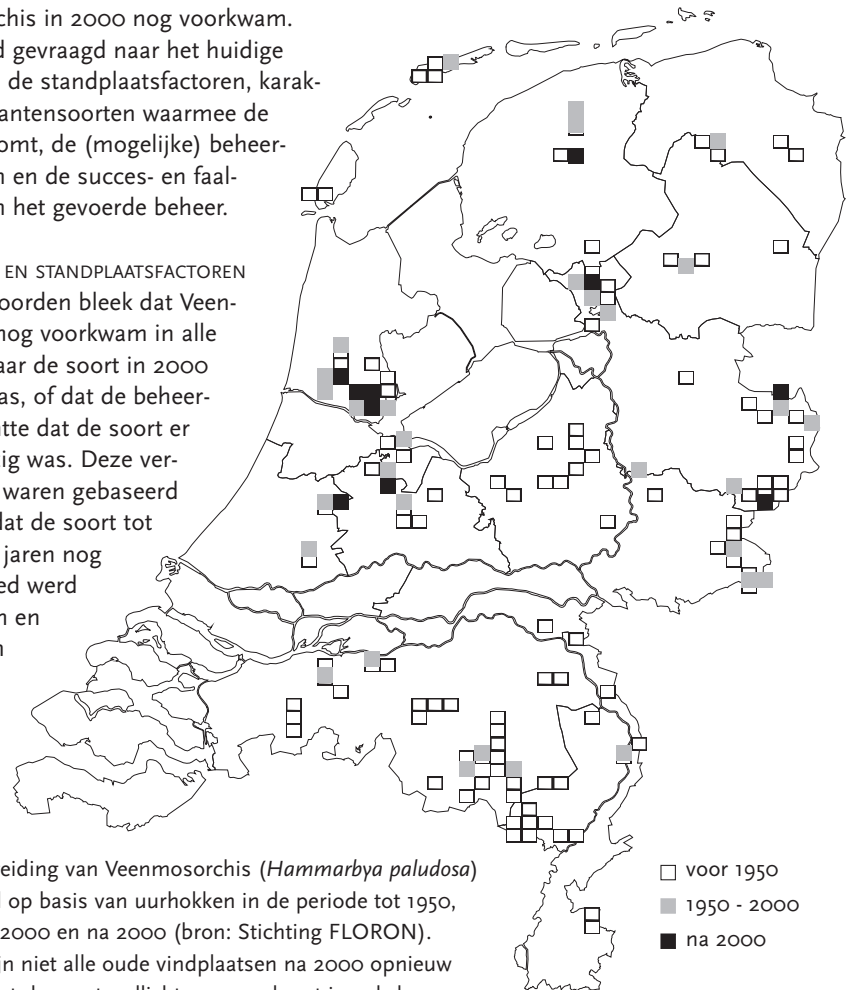 chis in 2000 nog voorkwam.
d gevraagd naar het huidige
de standplaatsfactoren, karak-
antensoorten waarmee de
omt, de (mogelijke) beheer-
n en de succes- en faal-
n het gevoerde beheer.
EN STANDPLAATSFACTOREN
oorden bleek dat Veen-
nog voorkwam in alle
aar de soort in 2000
as, of dat de beheer-
tte dat de soort er
zig was. Deze ver-
waren gebaseerd
dat de soort tot
jaren nog
ed werd
n en
n
eiding van Veenmosorchis (Hammarbya paludosa)
l op basis van uurhokken in de periode tot 1950,
2000 en na 2000 (bron: Stichting FLORON).
jn niet alle oude vindplaatsen na 2000 opnieuw
voor 1950
1950 - 2000
na 2000